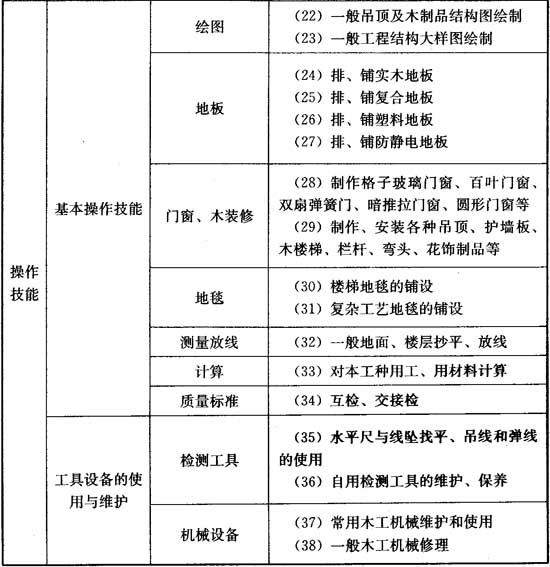 操作
技能
基本操作技能
绘图
（22）一般吊顶及木制品结构图绘制
（23）一般工程结构大样图绘制
地板
（24）排、铺实木地板
（25）排、铺复合地板
（26）排、铺塑料地板
（27）排、铺防静电地板
门窗、木装修
（28）制作格子玻璃门窗、百叶门窗、
双扇弹簧门、暗推拉门窗、圆形门窗等
（29）制作、安装各种吊顶、护墙板、
木楼梯、栏杆、弯头、花饰制品等
地毯
（30）楼梯地毯的铺设
（31）复杂工艺地毯的铺设
测量放线
（32）一般地面、楼层抄平、放线
计算
（33）对本工种用工、用材料计算
质量标准
（34）互检、交接检
工具设备的使
用与维护
检测工具
（35）水平尺与线坠找平、吊线和弹线
的使用
（36）自用检测工具的维护、保养
机械设备
（37）常用木工机械维护和使用
（38）一般木工机械修理